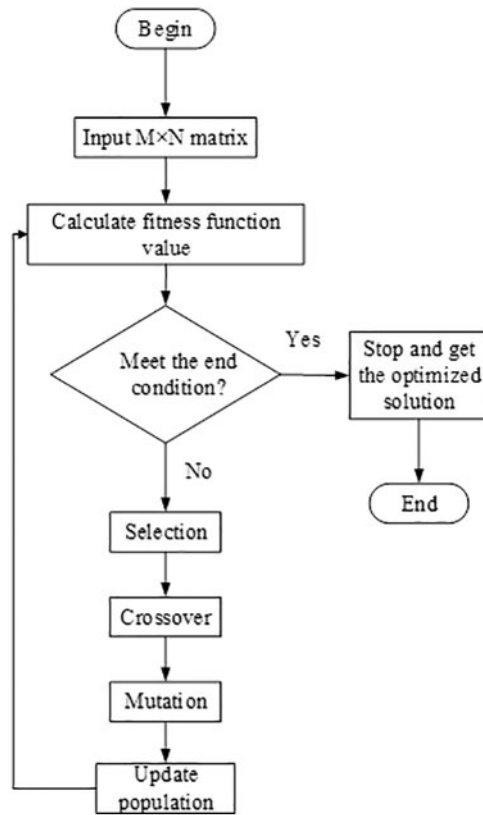 Begin
Input M×N matrix
Calculate fitness function
value
Meet the end
condition?
Yes
Stop and get
the optimized
solution
End
No
Selection
Crossover
Mutation
Update
population